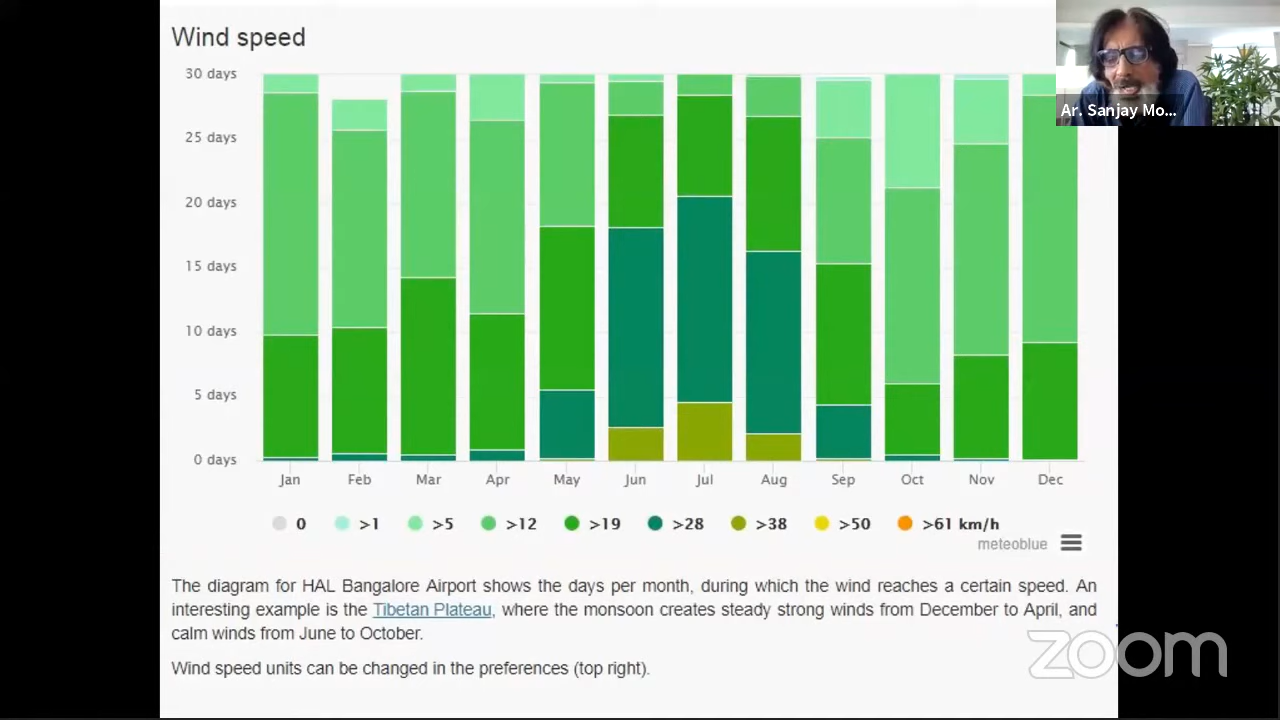 Wind speed
30 days
25 days
20 days
15 days
10 days
5 days
0 days
Jan Feb Mar Apr May Jun Jul Aug Sep Oct Nov Dec
0 >1 >5 >12 >19 >28 >38 >50 >61 km/h
meteoblue
The diagram for HAL Bangalore Airport shows the days per month, during which the wind reaches a certain speed. An
interesting example is the Tibetan Plateau, where the monsoon creates steady strong winds from December to April, and
calm winds from June to October.
Wind speed units can be changed in the preferences (top right).
Ar. Sanjay Mo...
zoom